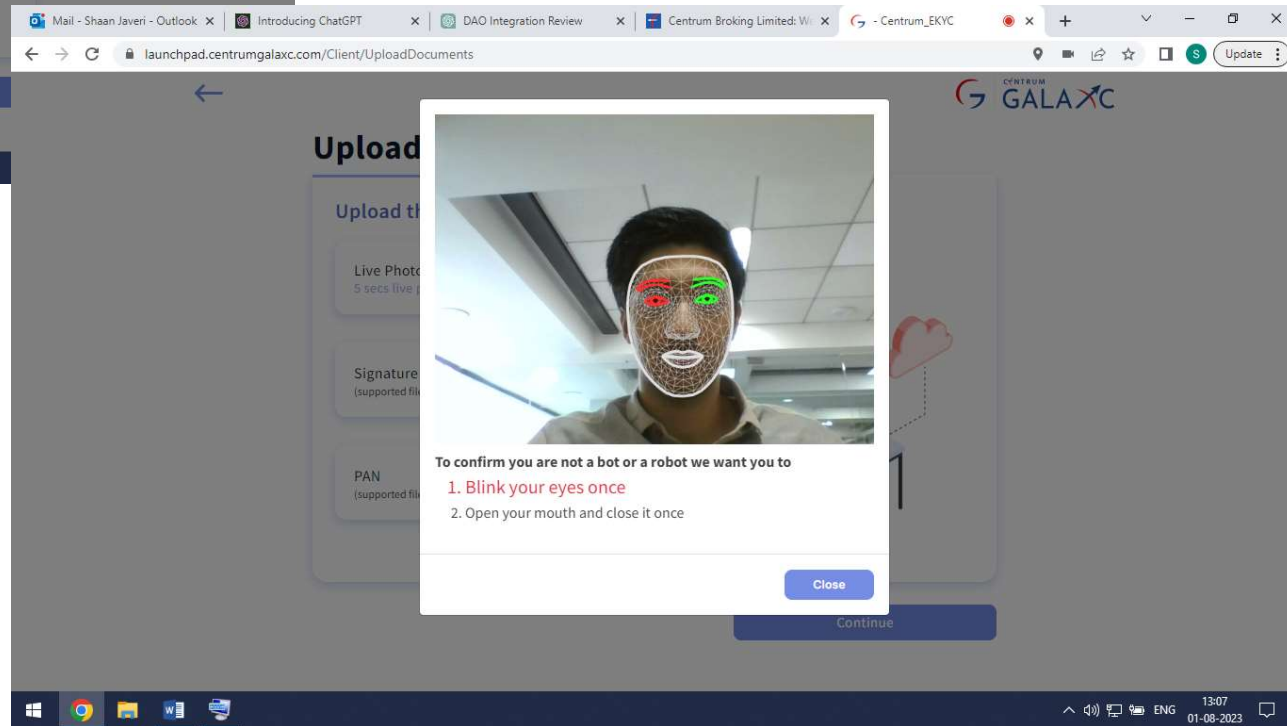 Mail - Shaan Javeri - Outlook
Introducing ChatGPT
DAO Integration Review
Centrum Broking Limited: W
- Centrum_EKYC
launchpad.centrumgalaxc.com/Client/UploadDocuments
S
Update
CENTRUM
GALAXC
Upload
Upload th
Live Photo
5 secs live p
Signature
(supported file
PAN
(supported file
To confirm you are not a bot or a robot we want you to
1. Blink your eyes once
2. Open your mouth and close it once
Close
Continue
ENG
13:07
01-08-2023